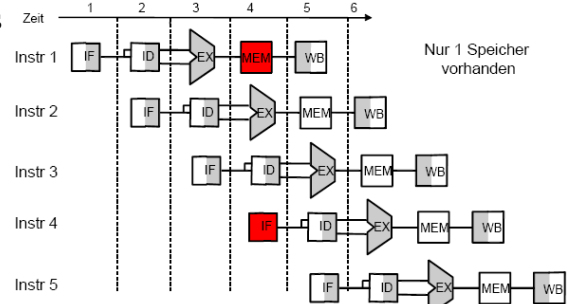 Zeit 1 2 3 4 5 6
Instr 1 IF ID EX MEM WB
Nur 1 Speicher
vorhanden
Instr 2 IF ID EX MEM WB
Instr 3 IF ID EX MEM WB
Instr 4 IF ID EX MEM WB
Instr 5 IF ID EX MEM WB